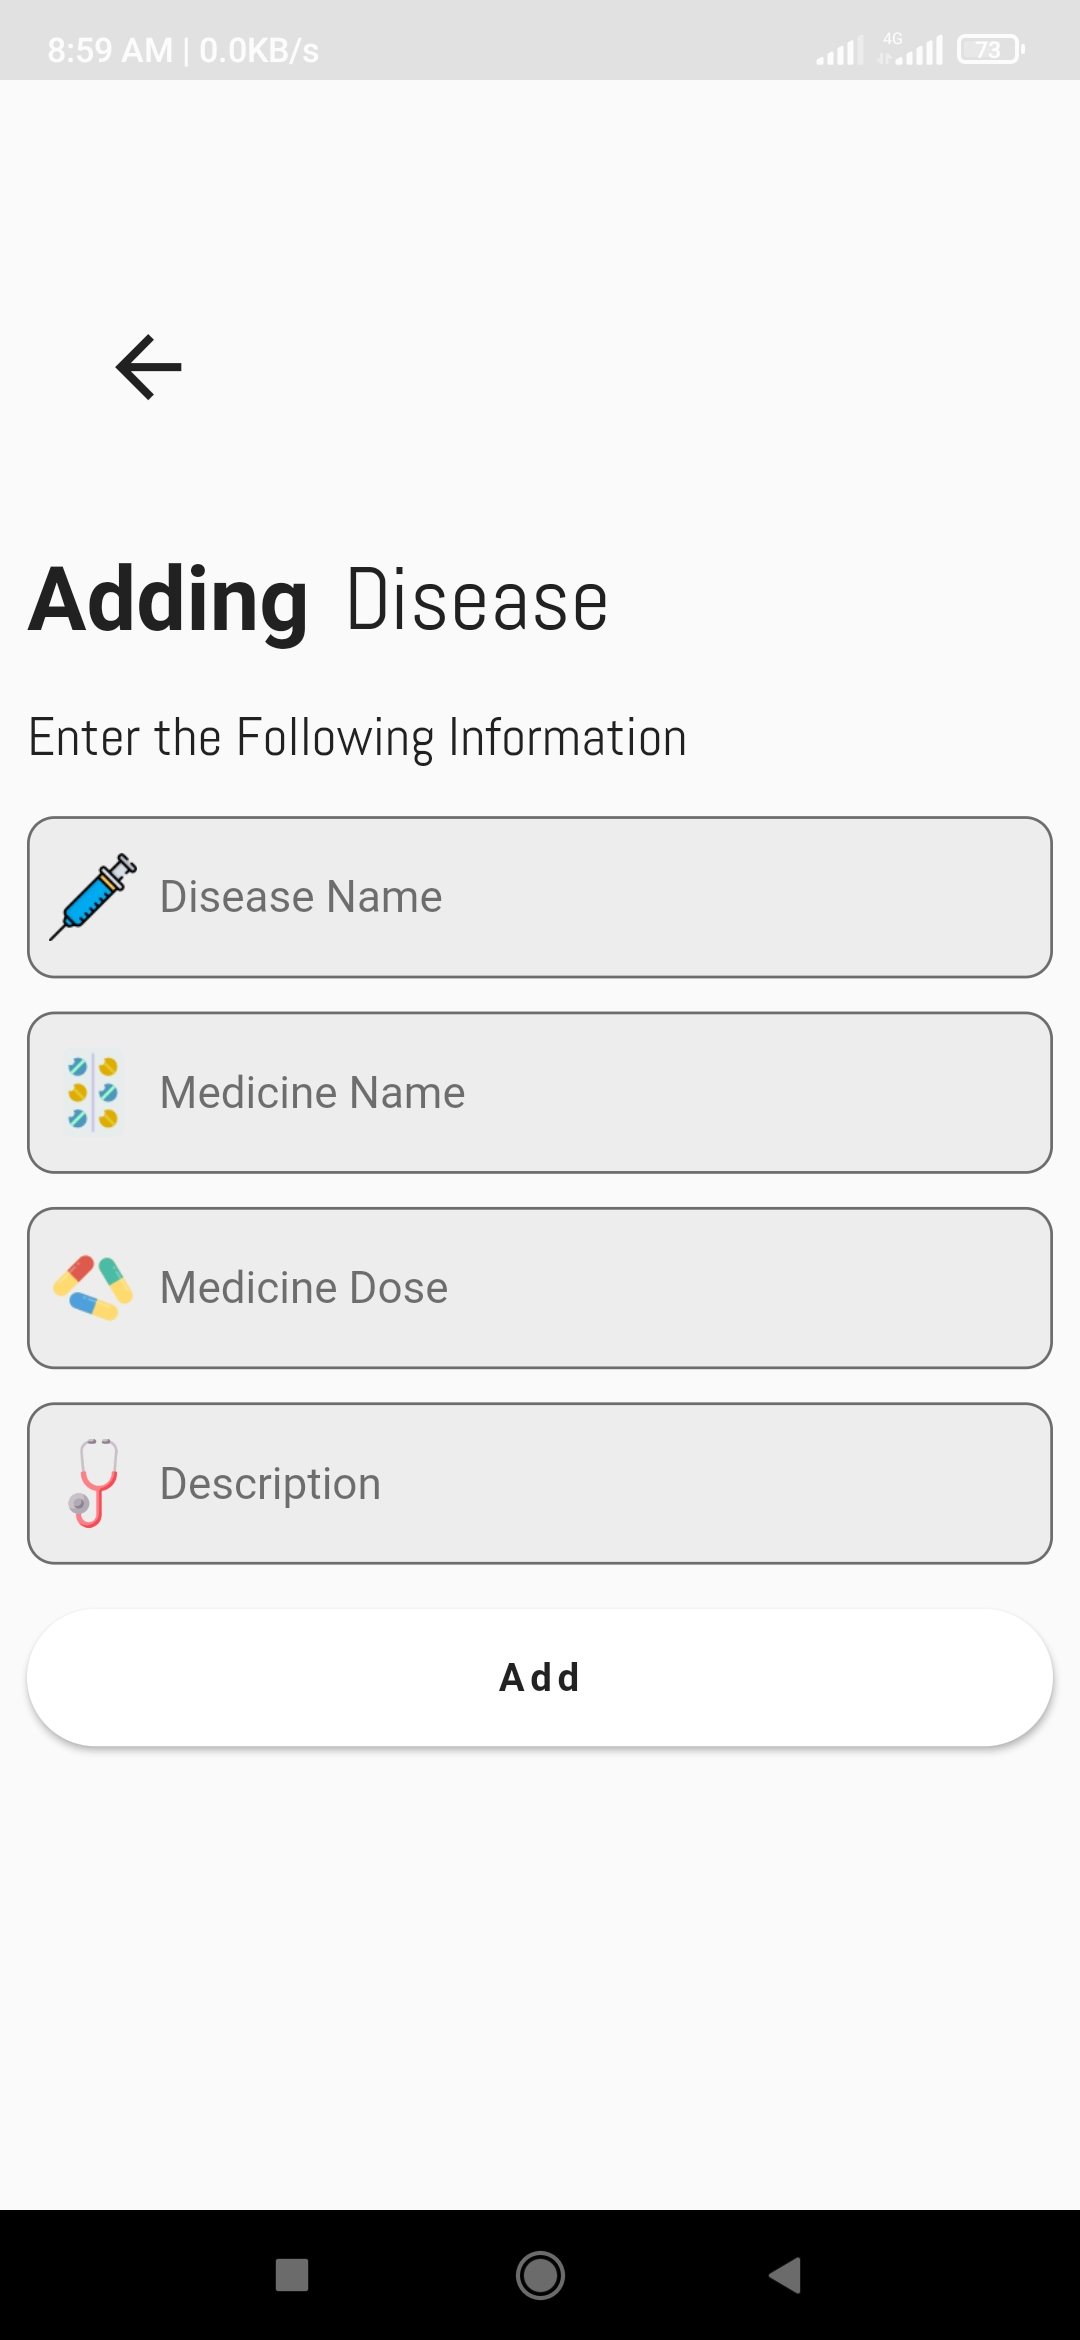 8:59 AM | 0.0KB/s 4G 73
Adding Disease
Enter the Following Information
Disease Name
Medicine Name
Medicine Dose
Description
Add